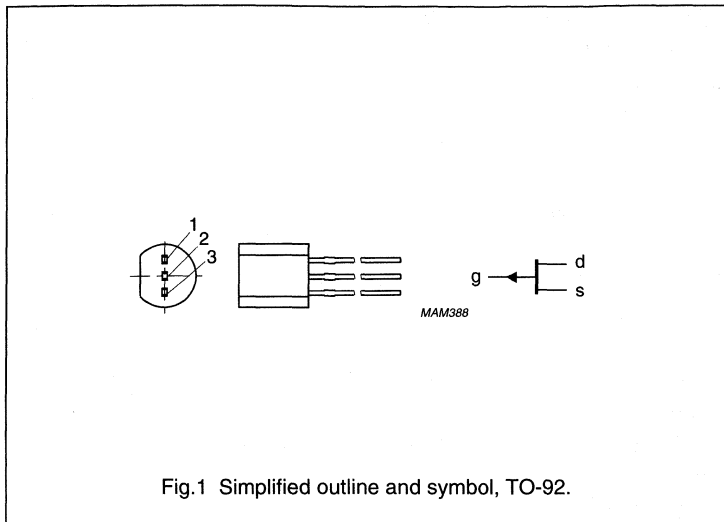 1
2
3
g
d
s
MAM388
Fig.1 Simplified outline and symbol, TO-92.